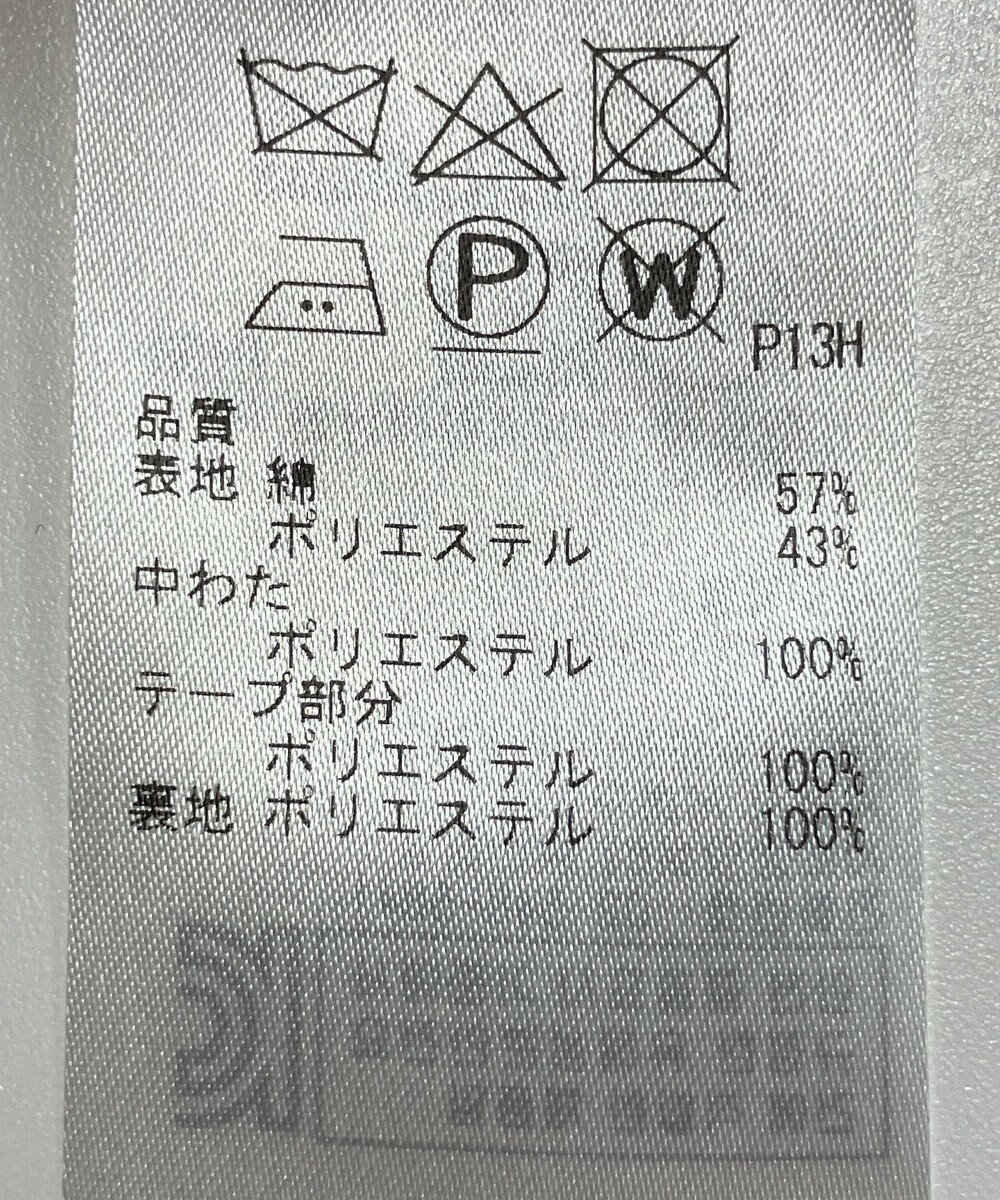 P W P13H
品質
表地 綿 57%
ポリエステル 43%
中わた
ポリエステル 100%
テープ部分
ポリエステル 100%
裏地 ポリエステル 100%